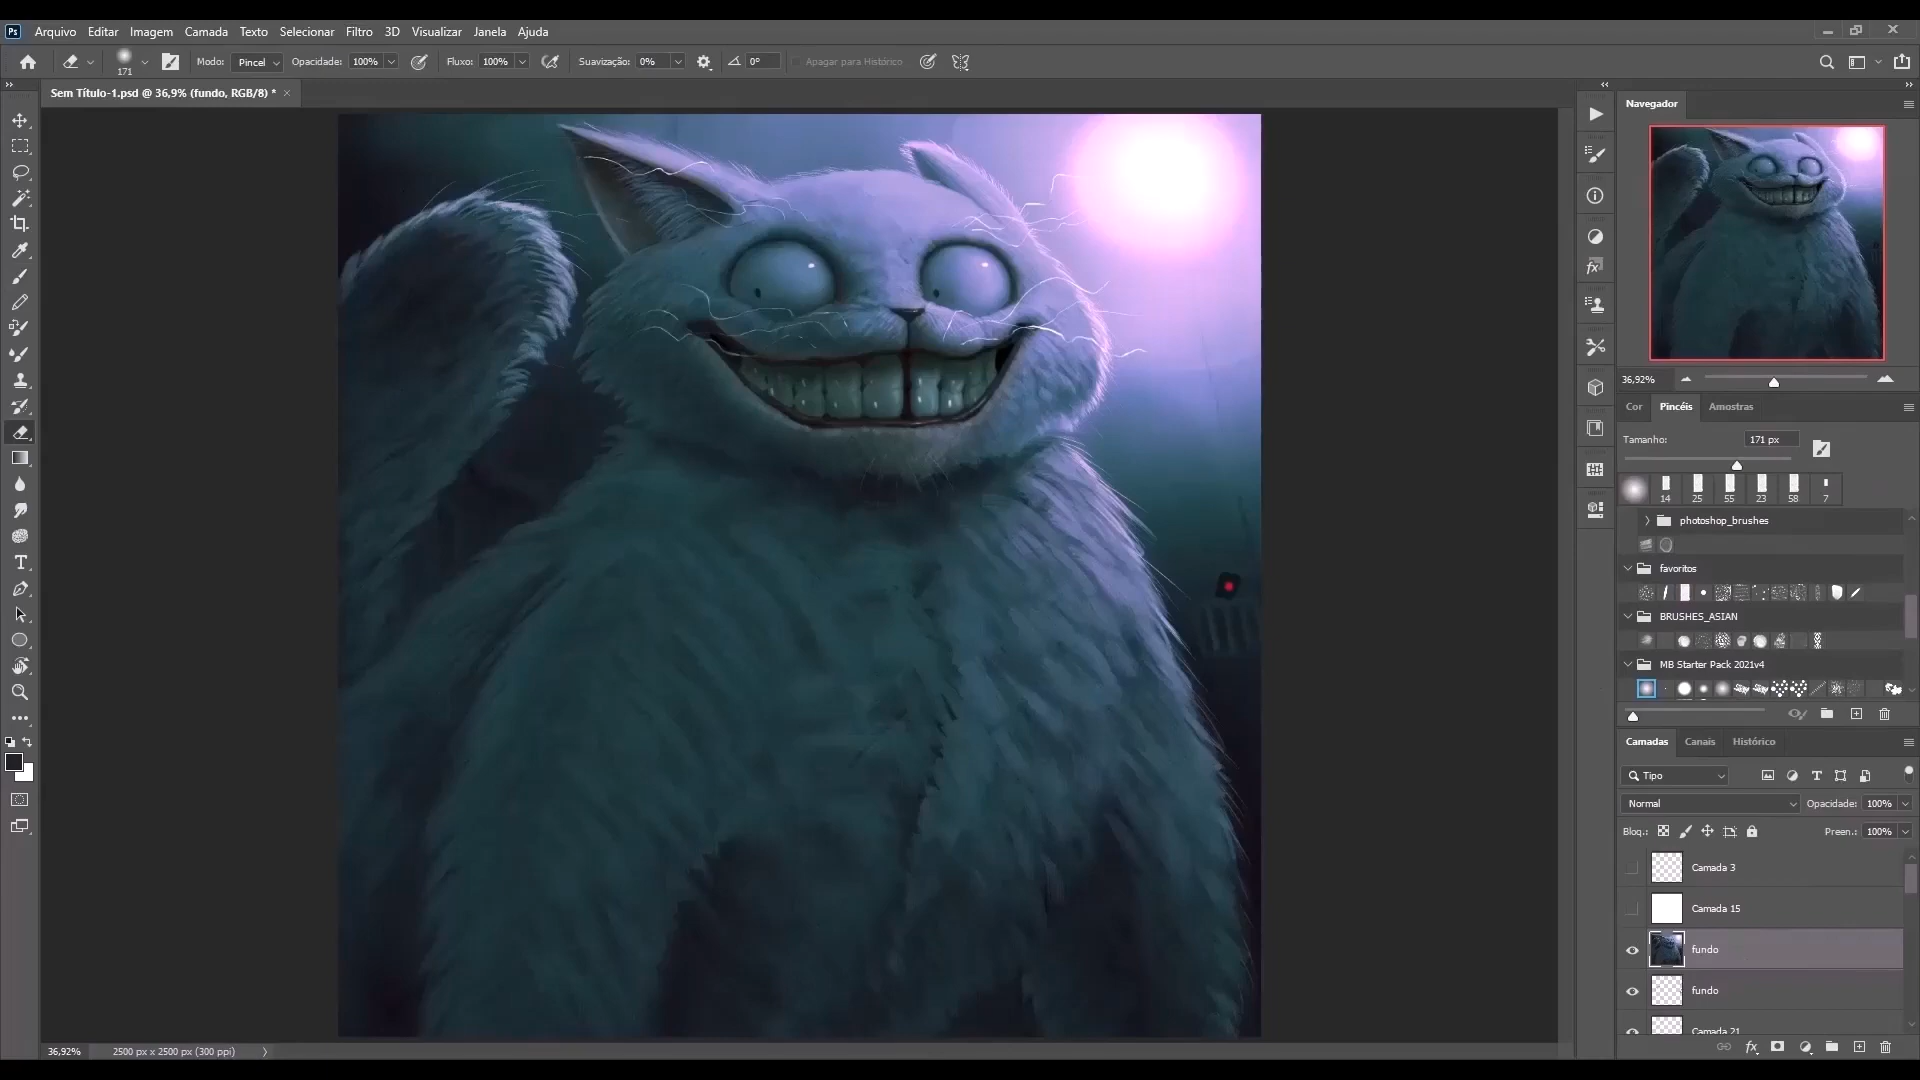 Ps Arquivo Editar Imagem Camada Texto Selecionar Filtro 3D Visualizar Janela Ajuda
171 Modo: Pincel Opacidade: 100% Fluxo: 100% Suavização: 0% 0° Apagar para Histórico
Sem Título-1.psd @ 36,9% (fundo, RGB/8) * ×
Navegador
36,92%
Cor Pincéis Amostras
Tamanho: 171 px
14 25 55 23 58 7
photoshop_brushes
favoritos
BRUSHES_ASIAN
MB Starter Pack 2021v4
Camadas Canais Histórico
Tipo
Normal Opacidade: 100%
Bloq.: Preen.: 100%
Camada 3
Camada 15
fundo
fundo
Camada 21
fx
36,92% 2500 px x 2500 px (300 ppi)